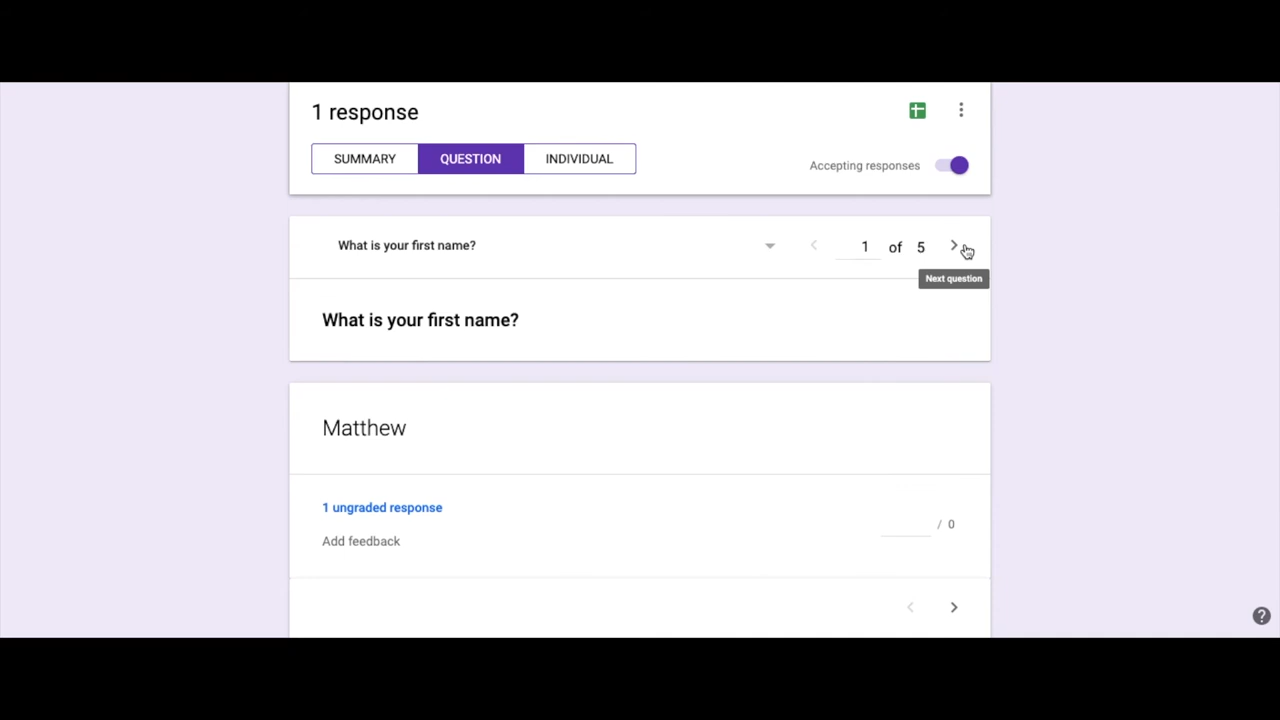 1 response
SUMMARY QUESTION INDIVIDUAL
Accepting responses
What is your first name? 1 of 5
Next question
What is your first name?
Matthew
1 ungraded response
/ 0
Add feedback
?